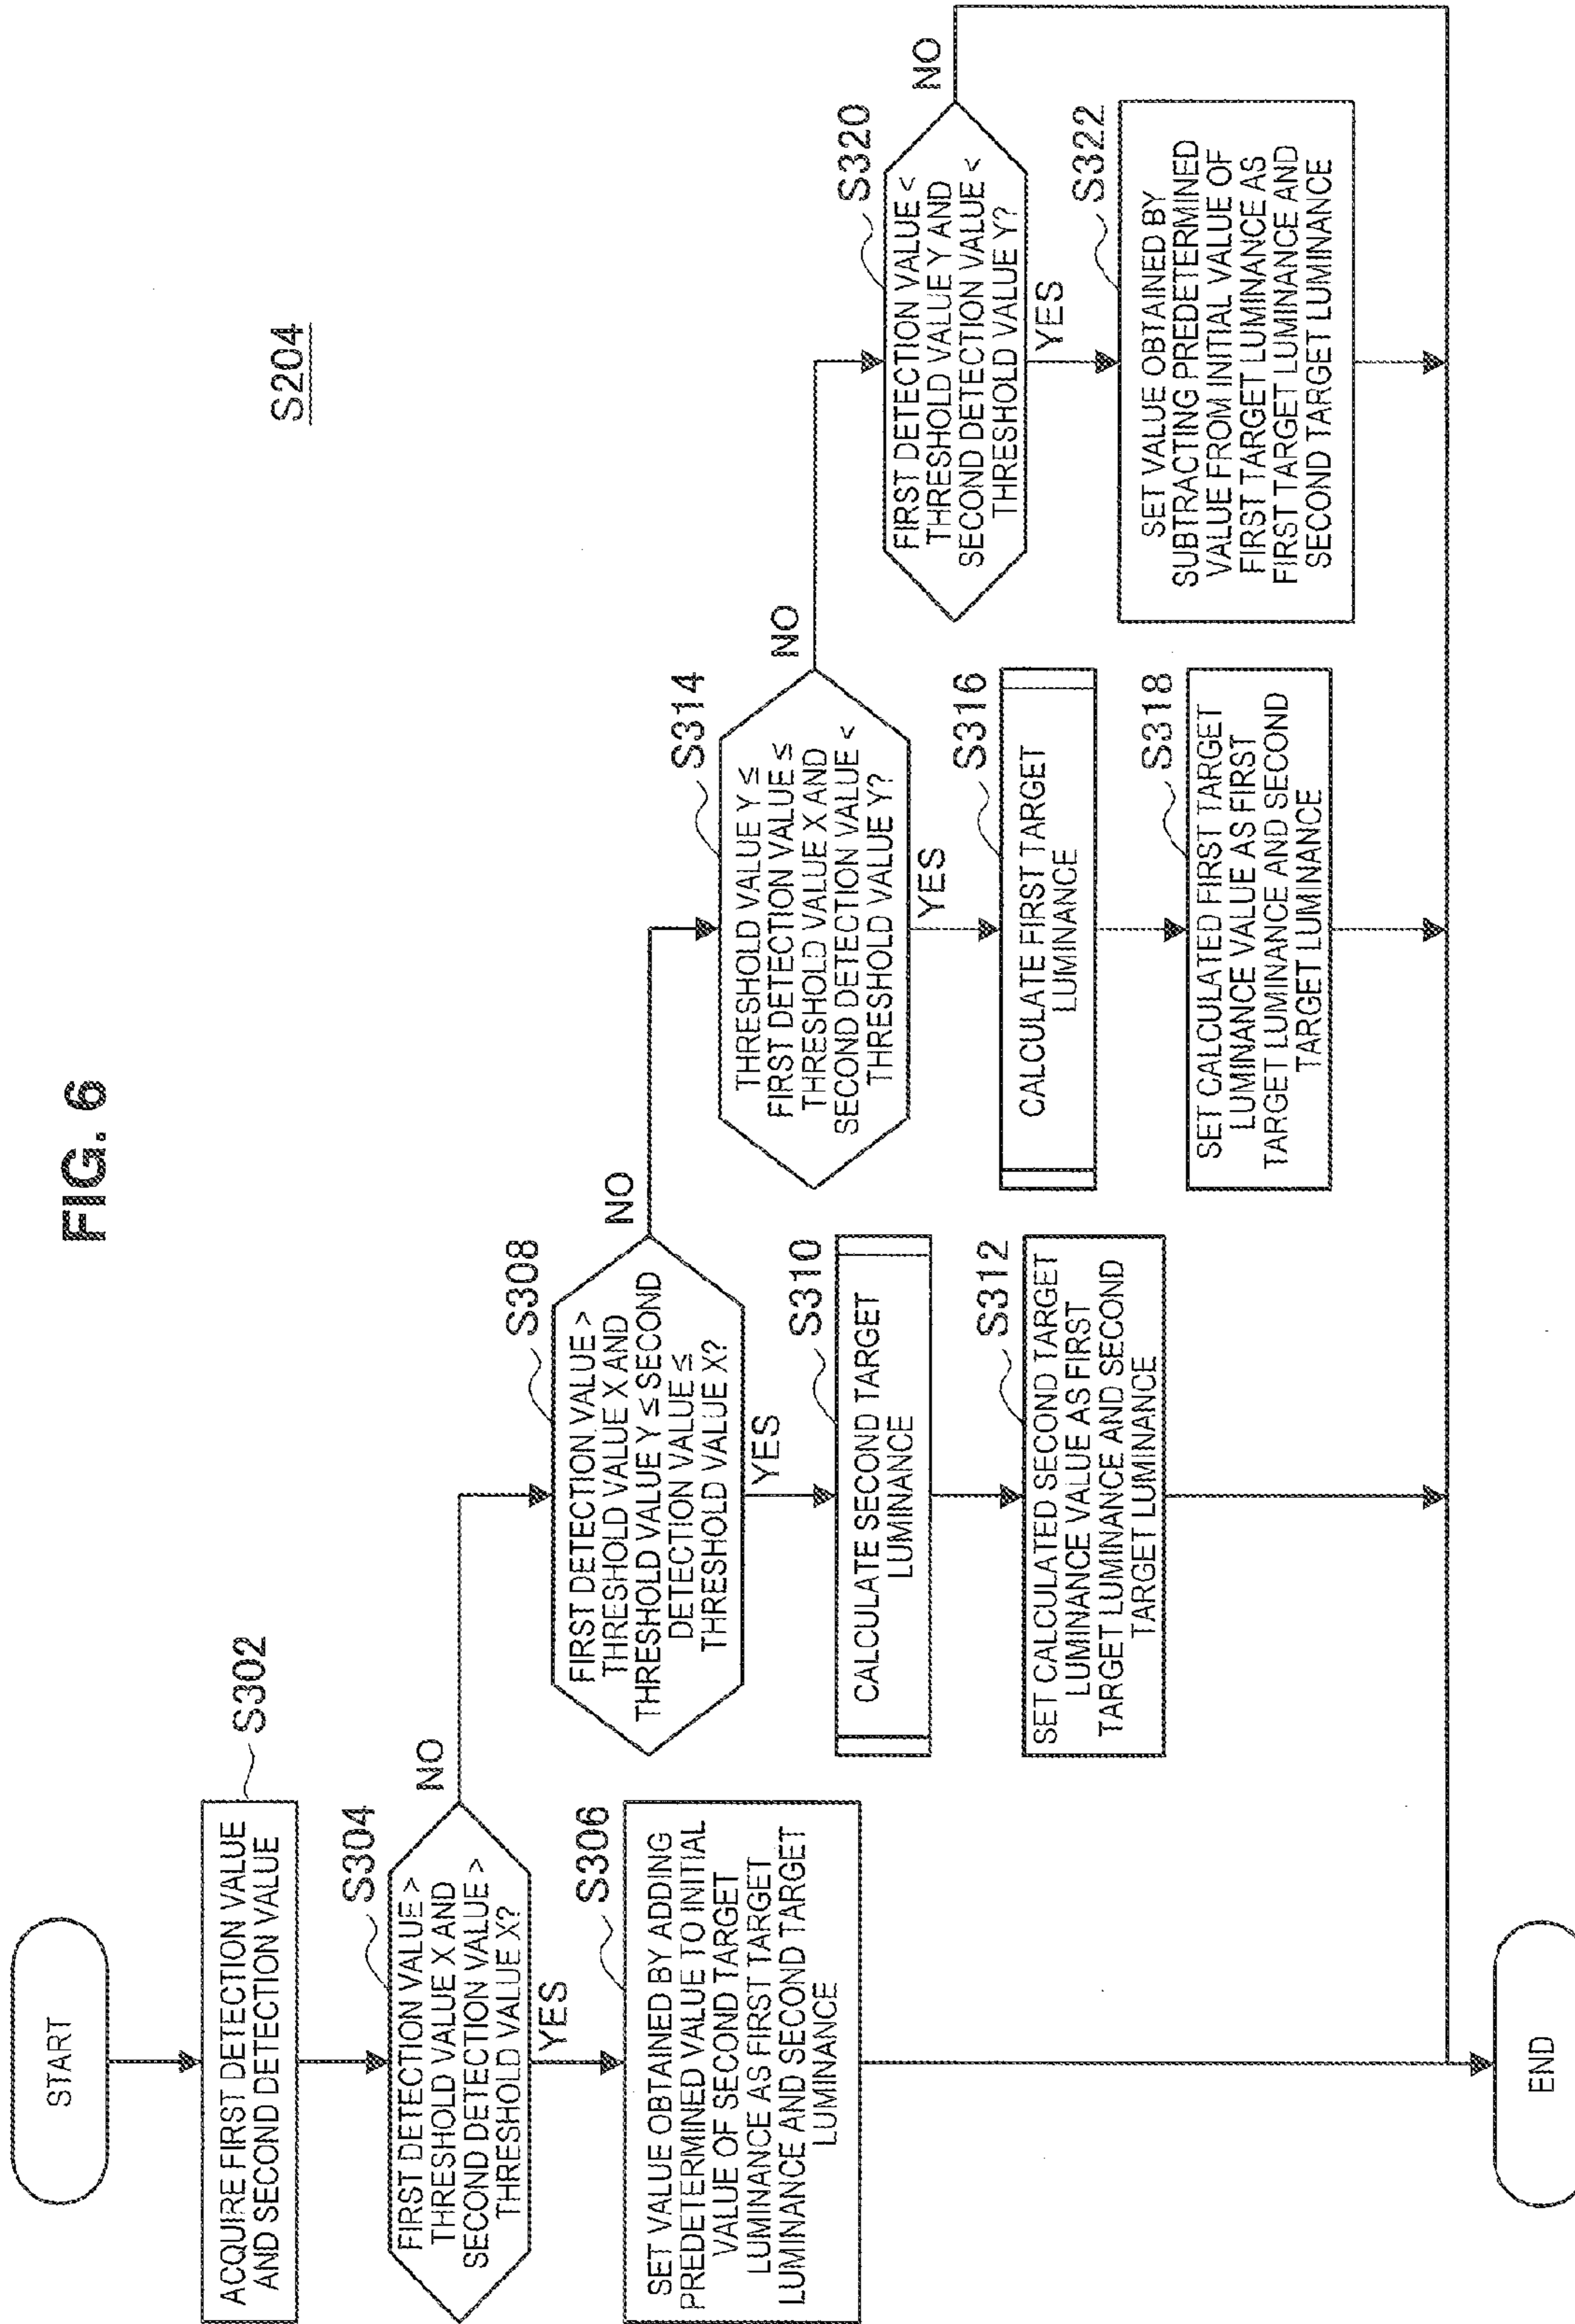 FIG. 6
S204
START
ACQUIRE FIRST DETECTION VALUE
AND SECOND DETECTION VALUE
S302
FIRST DETECTION VALUE >
THRESHOLD VALUE X AND
SECOND DETECTION VALUE >
THRESHOLD VALUE X?
S304
NO
YES
SET VALUE OBTAINED BY ADDING
PREDETERMINED VALUE TO INITIAL
VALUE OF SECOND TARGET
LUMINANCE AS FIRST TARGET
LUMINANCE AND SECOND TARGET
LUMINANCE
S306
FIRST DETECTION VALUE >
THRESHOLD VALUE X AND
THRESHOLD VALUE Y ≤ SECOND
DETECTION VALUE ≤
THRESHOLD VALUE X?
S308
NO
YES
CALCULATE SECOND TARGET
LUMINANCE
S310
SET CALCULATED SECOND TARGET
LUMINANCE VALUE AS FIRST
TARGET LUMINANCE AND SECOND
TARGET LUMINANCE
S312
THRESHOLD VALUE Y ≤
FIRST DETECTION VALUE ≤
THRESHOLD VALUE X AND
SECOND DETECTION VALUE <
THRESHOLD VALUE Y?
S314
NO
YES
CALCULATE FIRST TARGET
LUMINANCE
S316
SET CALCULATED FIRST TARGET
LUMINANCE VALUE AS FIRST
TARGET LUMINANCE AND SECOND
TARGET LUMINANCE
S318
FIRST DETECTION VALUE <
THRESHOLD VALUE Y AND
SECOND DETECTION VALUE <
THRESHOLD VALUE Y?
S320
NO
YES
SET VALUE OBTAINED BY
SUBTRACTING PREDETERMINED
VALUE FROM INITIAL VALUE OF
FIRST TARGET LUMINANCE AS
FIRST TARGET LUMINANCE AND
SECOND TARGET LUMINANCE
S322
END